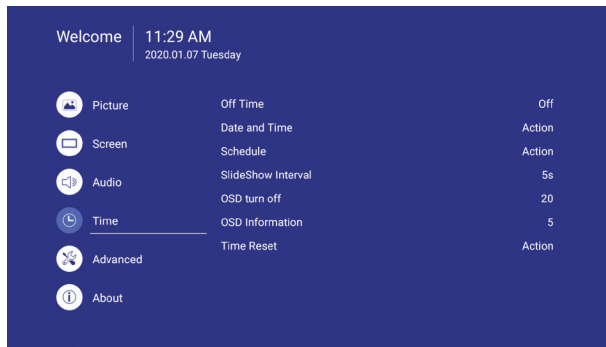 Welcome
11:29 AM
2020.01.07 Tuesday
Picture
Screen
Audio
Time
Advanced
About
Off Time Off
Date and Time Action
Schedule Action
SlideShow Interval 5s
OSD turn off 20
OSD Information 5
Time Reset Action